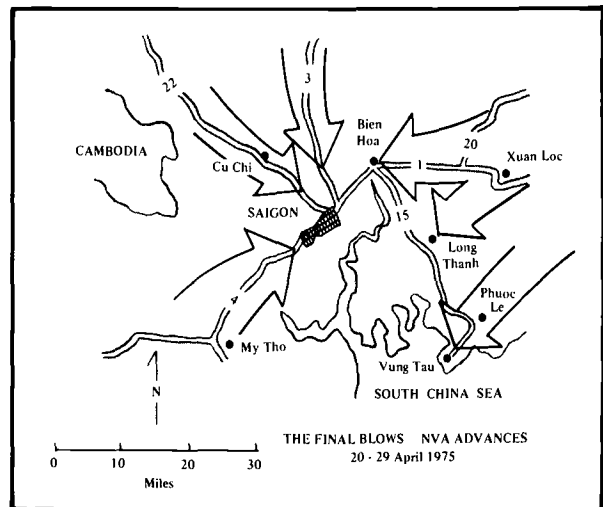 22
3
CAMBODIA
Cu Chi
Bien
Hoa
20
1
Xuan Loc
SAIGON
15
Long
Thanh
4
Phuoc
Le
My Tho
Vung Tau
SOUTH CHINA SEA
N
THE FINAL BLOWS NVA ADVANCES
20 - 29 April 1975
0 10 20 30
Miles